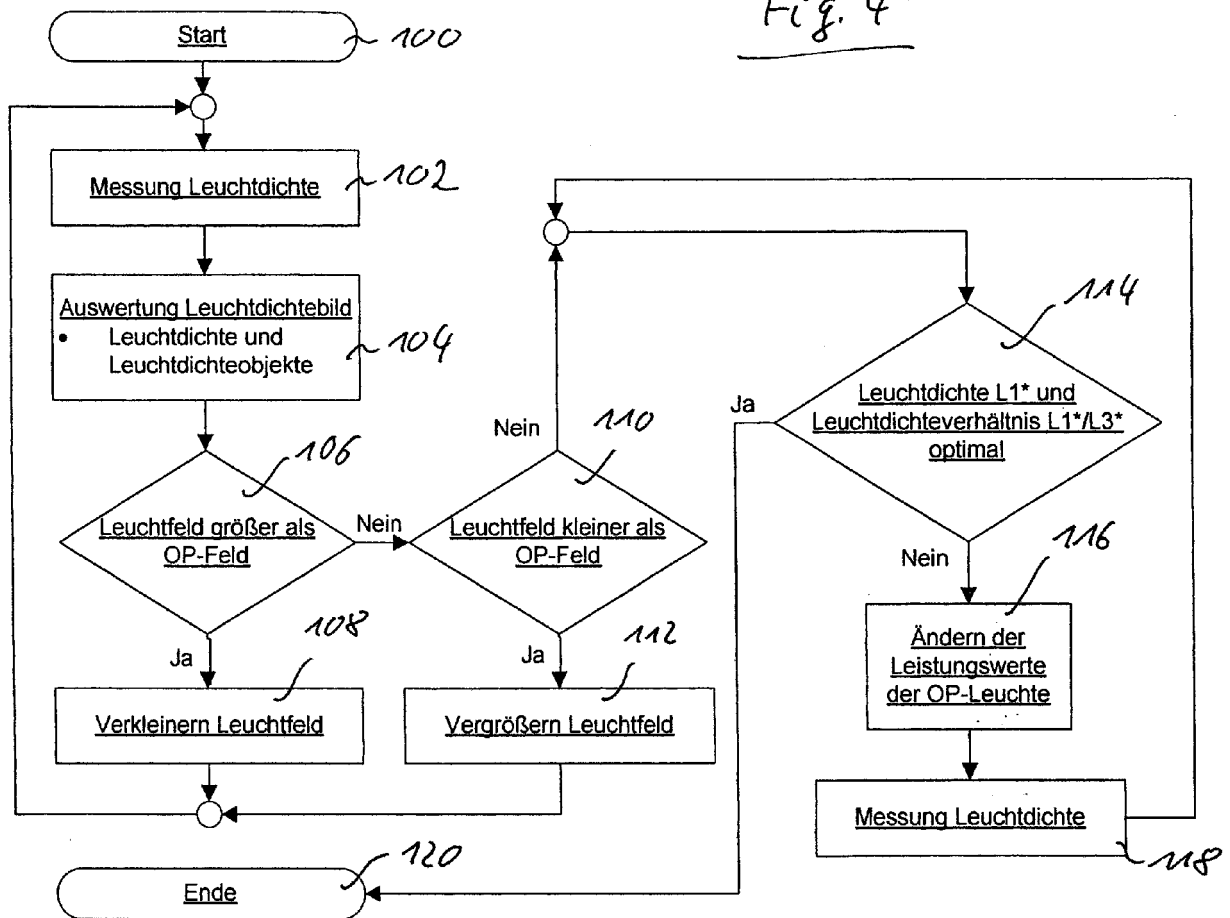 Fig. 4
Start
100
Messung Leuchtdichte
102
Auswertung Leuchtdichtebild
• Leuchtdichte und
Leuchtdichteobjekte
104
106
Leuchtfeld größer als
OP-Feld
Nein
Ja
108
Verkleinern Leuchtfeld
110
Nein
Leuchtfeld kleiner als
OP-Feld
Ja
112
Vergrößern Leuchtfeld
114
Ja
Leuchtdichte L1* und
Leuchtdichteverhältnis L1*/L3*
optimal
Nein
116
Ändern der
Leistungswerte
der OP-Leuchte
Messung Leuchtdichte
118
120
Ende